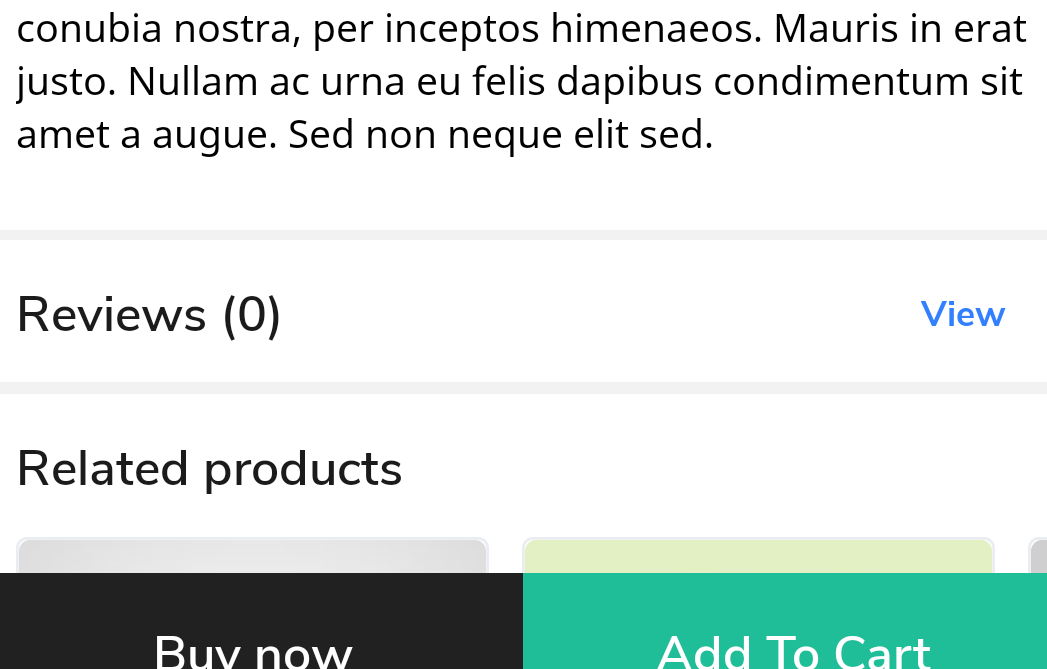 conubia nostra, per inceptos himenaeos. Mauris in erat
justo. Nullam ac urna eu felis dapibus condimentum sit
amet a augue. Sed non neque elit sed.
Reviews (0)
View
Related products
Buy now
Add To Cart